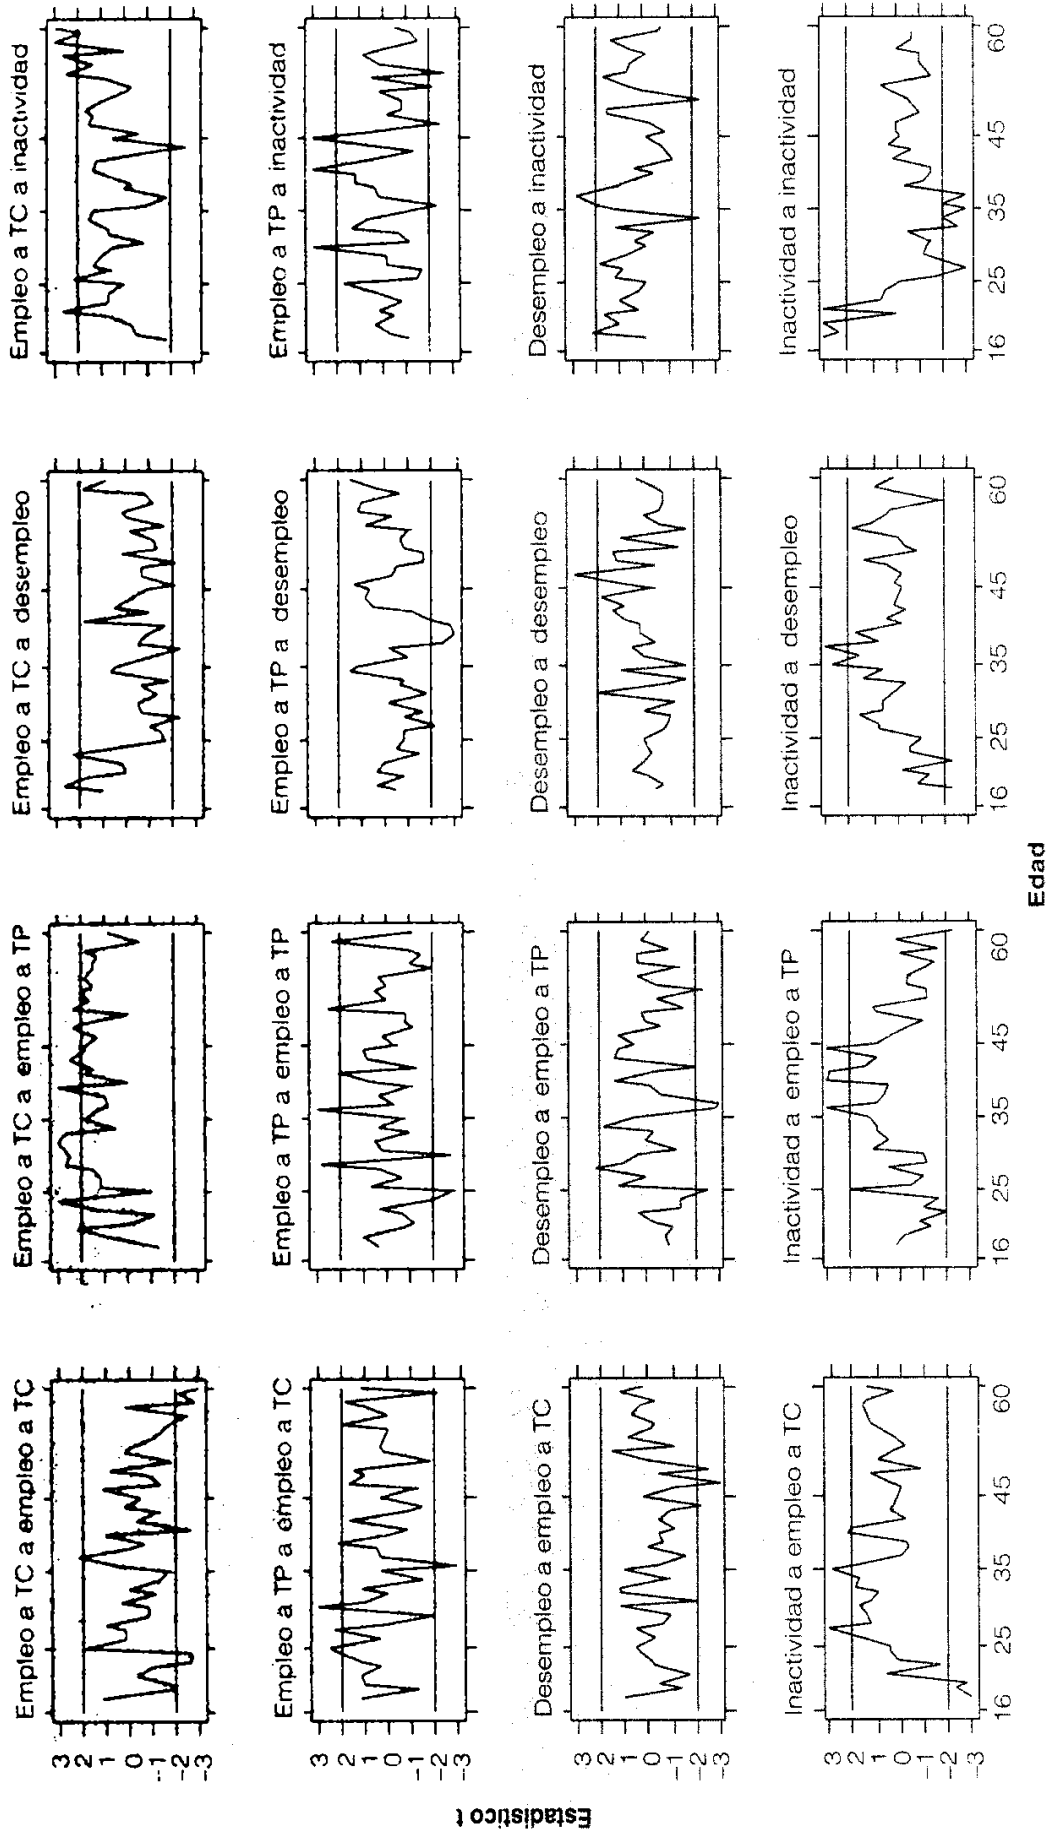 Empleo a TC a empleo a TC
Empleo a TC a empleo a TP
Empleo a TC a desempleo
Empleo a TC a inactividad
3
2
1
0
-1
-2
-3
Empleo a TP a empleo a TC
Empleo a TP a empleo a TP
Empleo a TP a desempleo
Empleo a TP a inactividad
3
2
1
0
-1
-2
-3
Estadístico t
Desempleo a empleo a TC
Desempleo a empleo a TP
Desempleo a desempleo
Desempleo a inactividad
3
2
1
0
-1
-2
-3
Inactividad a empleo a TC
Inactividad a empleo a TP
Inactividad a desempleo
Inactividad a inactividad
3
2
1
0
-1
-2
-3
16 25 35 45 60
16 25 35 45 60
16 25 35 45 60
16 25 35 45 60
Edad